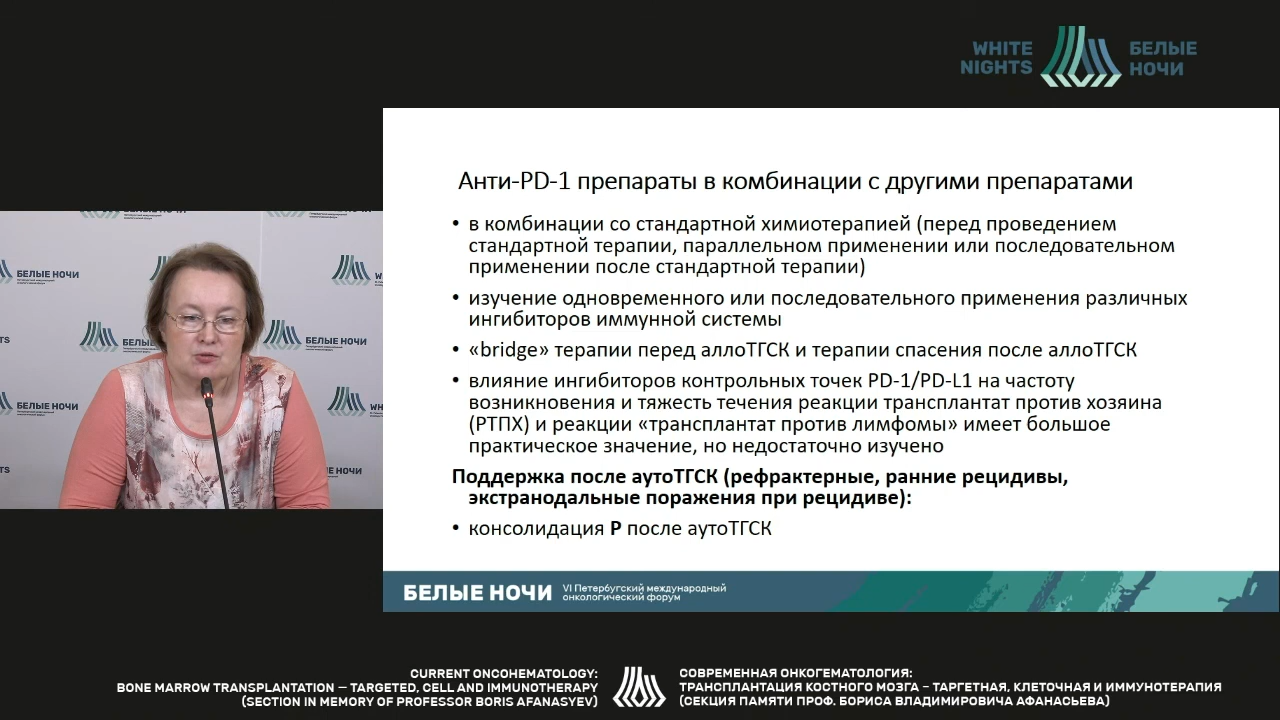 WHITE
NIGHTS
БЕЛЫЕ
НОЧИ
Анти-PD-1 препараты в комбинации с другими препаратами
• в комбинации со стандартной химиотерапией (перед проведением
стандартной терапии, параллельном применении или последовательном
применении после стандартной терапии)
• изучение одновременного или последовательного применения различных
ингибиторов иммунной системы
• «bridge» терапии перед аллоТГСК и терапии спасения после аллоТГСК
• влияние ингибиторов контрольных точек PD-1/PD-L1 на частоту
возникновения и тяжесть течения реакции трансплантат против хозяина
(РТПХ) и реакции «трансплантат против лимфомы» имеет большое
практическое значение, но недостаточно изучено
Поддержка после аутоТГСК (рефрактерные, ранние рецидивы,
экстранодальные поражения при рецидиве):
• консолидация Р после аутоТГСК
БЕЛЫЕ НОЧИ
VI Петербургский международный
онкологический форум
БЕЛЫЕ НОЧИ
БЕЛЫЕ НОЧИ
БЕЛЫЕ НОЧИ
CURRENT ONCOHEMATOLOGY:
BONE MARROW TRANSPLANTATION – TARGETED, CELL AND IMMUNOTHERAPY
(SECTION IN MEMORY OF PROFESSOR BORIS AFANASYEV)
СОВРЕМЕННАЯ ОНКОГЕМАТОЛОГИЯ:
ТРАНСПЛАНТАЦИЯ КОСТНОГО МОЗГА – ТАРГЕТНАЯ, КЛЕТОЧНАЯ И ИММУНОТЕРАПИЯ
(СЕКЦИЯ ПАМЯТИ ПРОФ. БОРИСА ВЛАДИМИРОВИЧА АФАНАСЬЕВА)